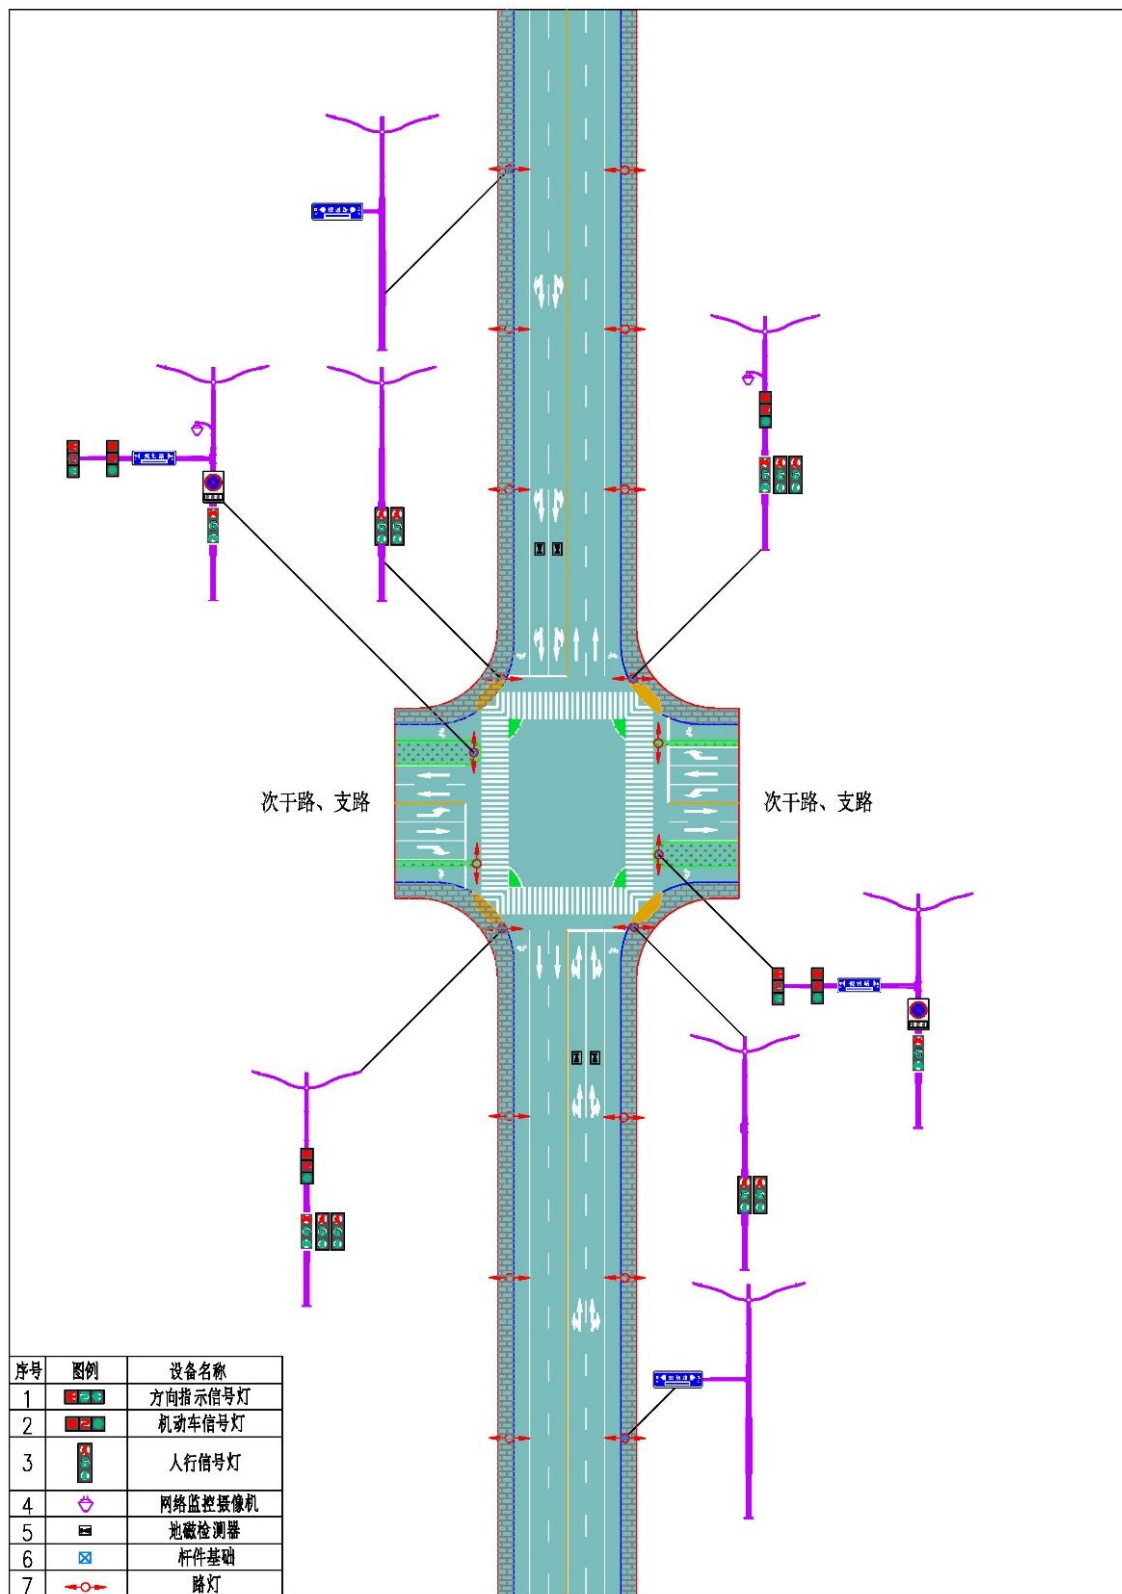 次干路、支路
次干路、支路
序号 图例 设备名称
1 方向指示信号灯
2 机动车信号灯
3 人行信号灯
4 网络监控摄像机
5 地磁检测器
6 杆件基础
7 路灯